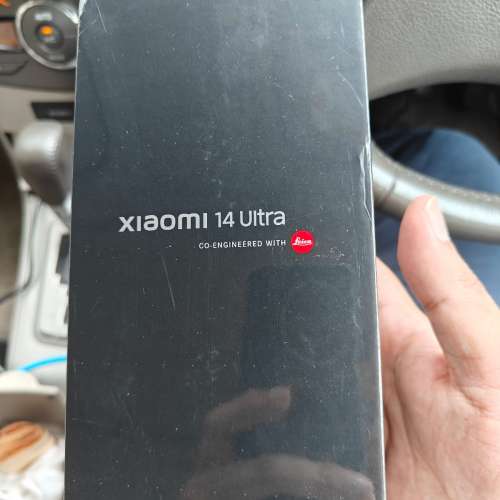 xiaomi 14 Ultra
CO-ENGINEERED WITH Leica